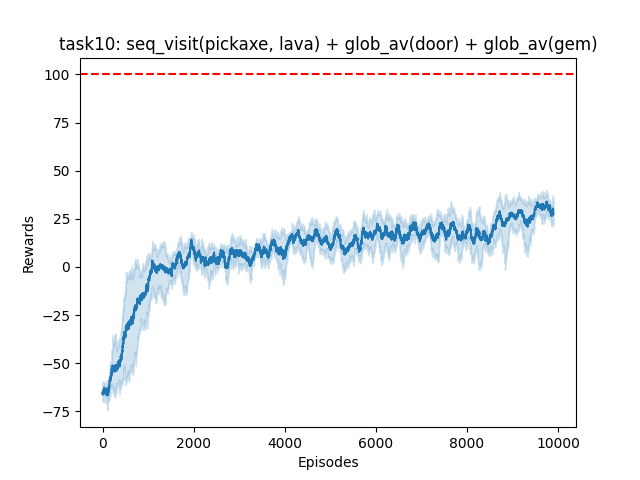 task10: seq_visit(pickaxe, lava) + glob_av(door) + glob_av(gem)
100
75
50
25
0
−25
−50
−75
Rewards
0 2000 4000 6000 8000 10000
Episodes